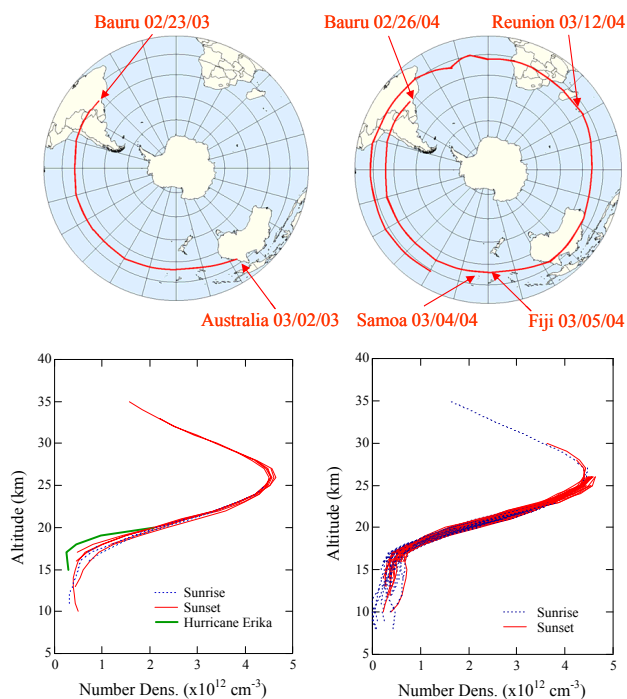 Bauru 02/23/03
Bauru 02/26/04
Reunion 03/12/04
Australia 03/02/03
Samoa 03/04/04
Fiji 03/05/04
40
35
30
25
20
15
10
5
Altitude (km)
0
1
2
3
4
5
Number Dens. (x10¹² cm⁻³)
Sunrise
Sunset
Hurricane Erika
40
35
30
25
20
15
10
5
Altitude (km)
0
1
2
3
4
5
Number Dens. (x10¹² cm⁻³)
Sunrise
Sunset